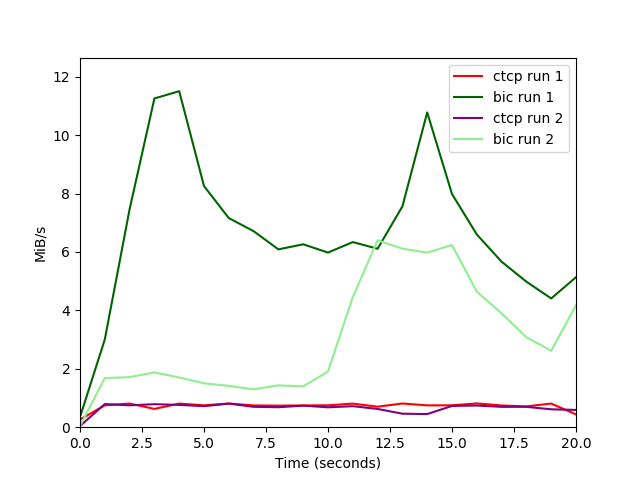 ctcp run 1
bic run 1
ctcp run 2
bic run 2
MiB/s
12
10
8
6
4
2
0
0.0 2.5 5.0 7.5 10.0 12.5 15.0 17.5 20.0
Time (seconds)